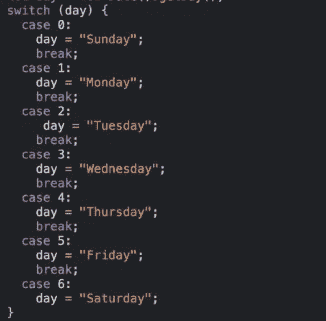 switch (day) {
  case 0:
    day = "Sunday";
    break;
  case 1:
    day = "Monday";
    break;
  case 2:
     day = "Tuesday";
    break;
  case 3:
    day = "Wednesday";
    break;
  case 4:
    day = "Thursday";
    break;
  case 5:
    day = "Friday";
    break;
  case 6:
    day = "Saturday";
}